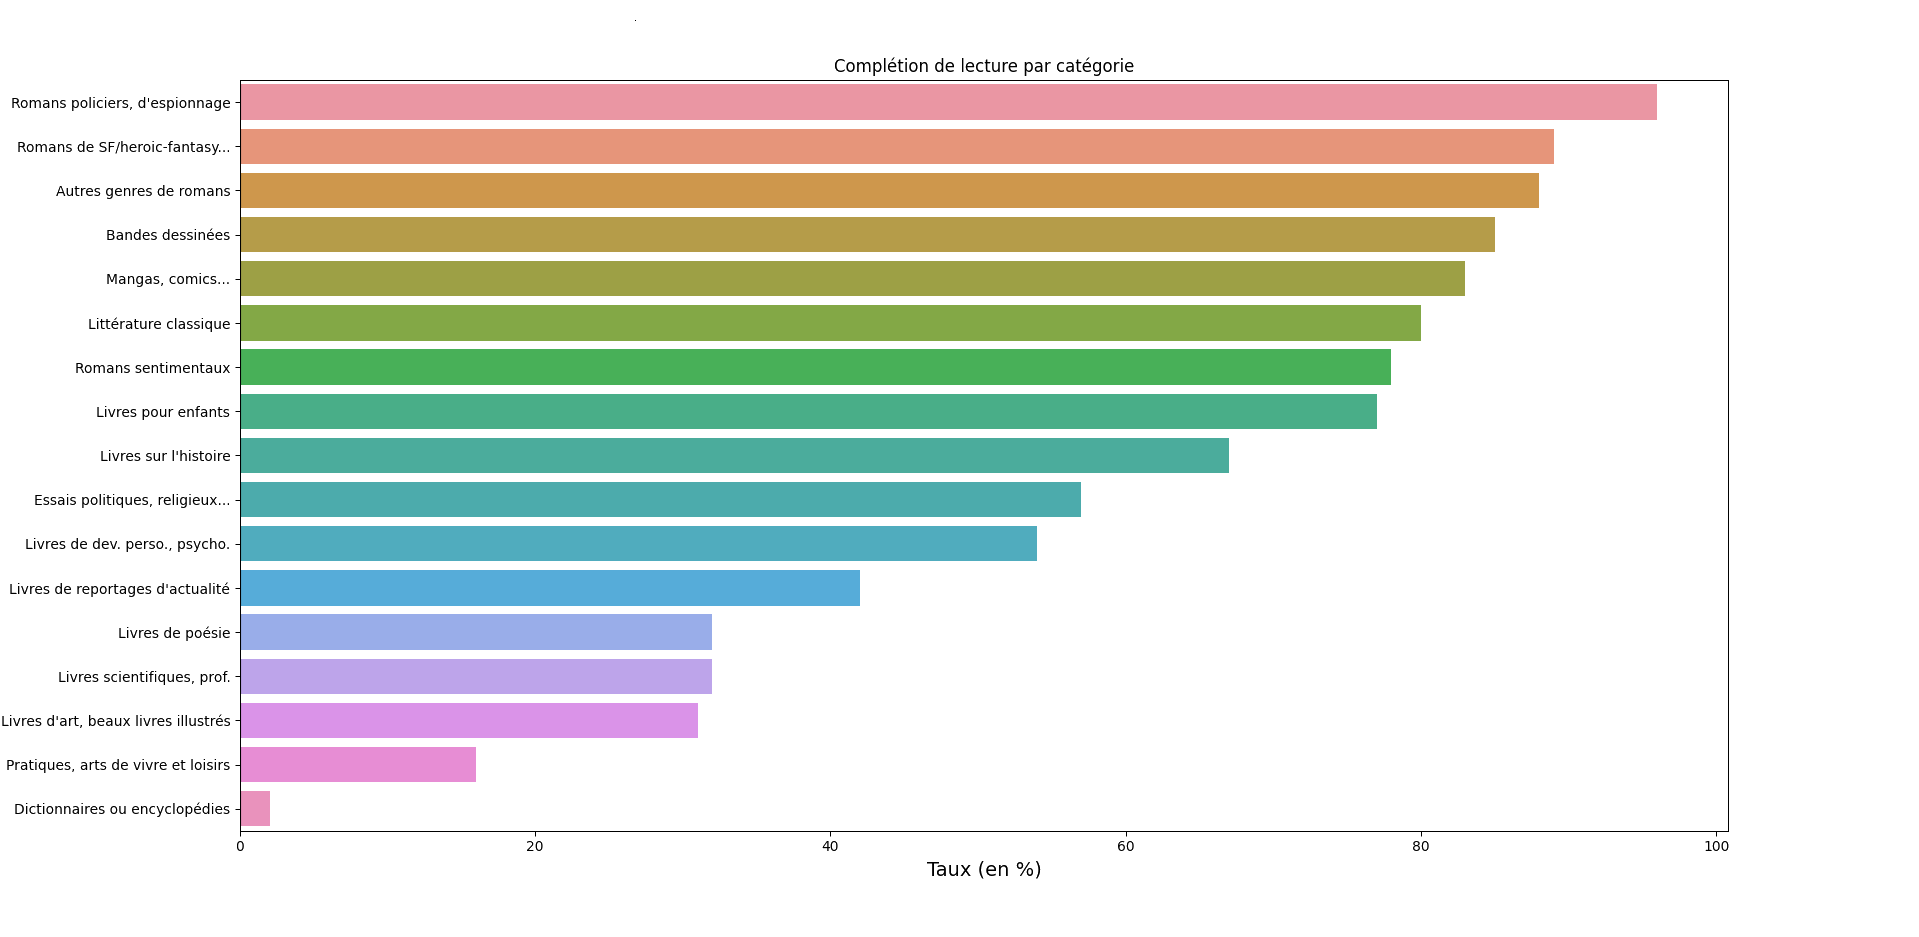 Complétion de lecture par catégorie
Romans policiers, d'espionnage
Romans de SF/heroic-fantasy...
Autres genres de romans
Bandes dessinées
Mangas, comics...
Littérature classique
Romans sentimentaux
Livres pour enfants
Livres sur l'histoire
Essais politiques, religieux...
Livres de dev. perso., psycho.
Livres de reportages d'actualité
Livres de poésie
Livres scientifiques, prof.
Livres d'art, beaux livres illustrés
Pratiques, arts de vivre et loisirs
Dictionnaires ou encyclopédies
0 20 40 60 80 100
Taux (en %)